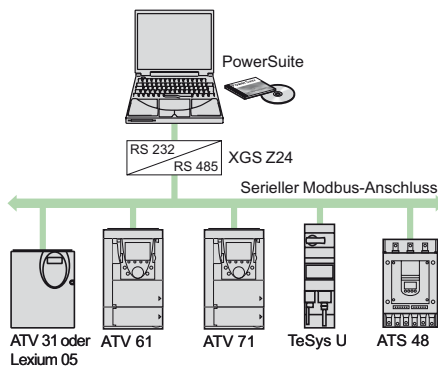 PowerSuite
RS 232
RS 485
XGS Z24
Serieller Modbus-Anschluss
ATV 31 oder
Lexium 05
ATV 61
ATV 71
TeSys U
ATS 48